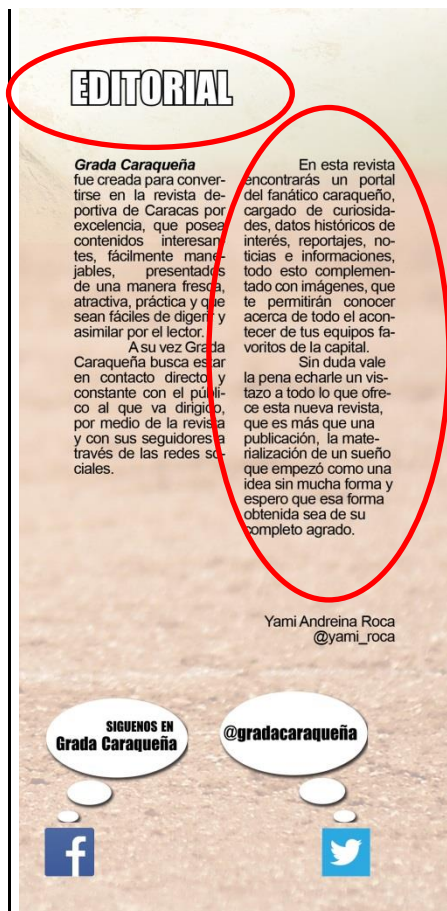 EDITORIAL
Grada Caraqueña
fue creada para conver-
tirse en la revista de-
portiva de Caracas por
excelencia, que posea
contenidos interesan-
tes, fácilmente mane-
jables, presentados
de una manera fresca,
atractiva, práctica y que
sean fáciles de digerir y
asimilar por el lector.
A su vez Grada
Caraqueña busca estar
en contacto directo y
constante con el públi-
co al que va dirigido,
por medio de la revista
y con sus seguidores a
través de las redes so-
ciales.
En esta revista
encontrarás un portal
del fanático caraqueño,
cargado de curiosida-
des, datos históricos de
interés, reportajes, no-
ticias e informaciones,
todo esto complemen-
tado con imágenes, que
te permitirán conocer
acerca de todo el acon-
tecer de tus equipos fa-
voritos de la capital.
Sin duda vale
la pena echarle un vis-
tazo a todo lo que ofre-
ce esta nueva revista,
que es más que una
publicación, la mate-
rialización de un sueño
que empezó como una
idea sin mucha forma y
espero que esa forma
obtenida sea de su
completo agrado.
Yami Andreina Roca
@yami_roca
SIGUENOS EN
Grada Caraqueña
@gradacaraqueña